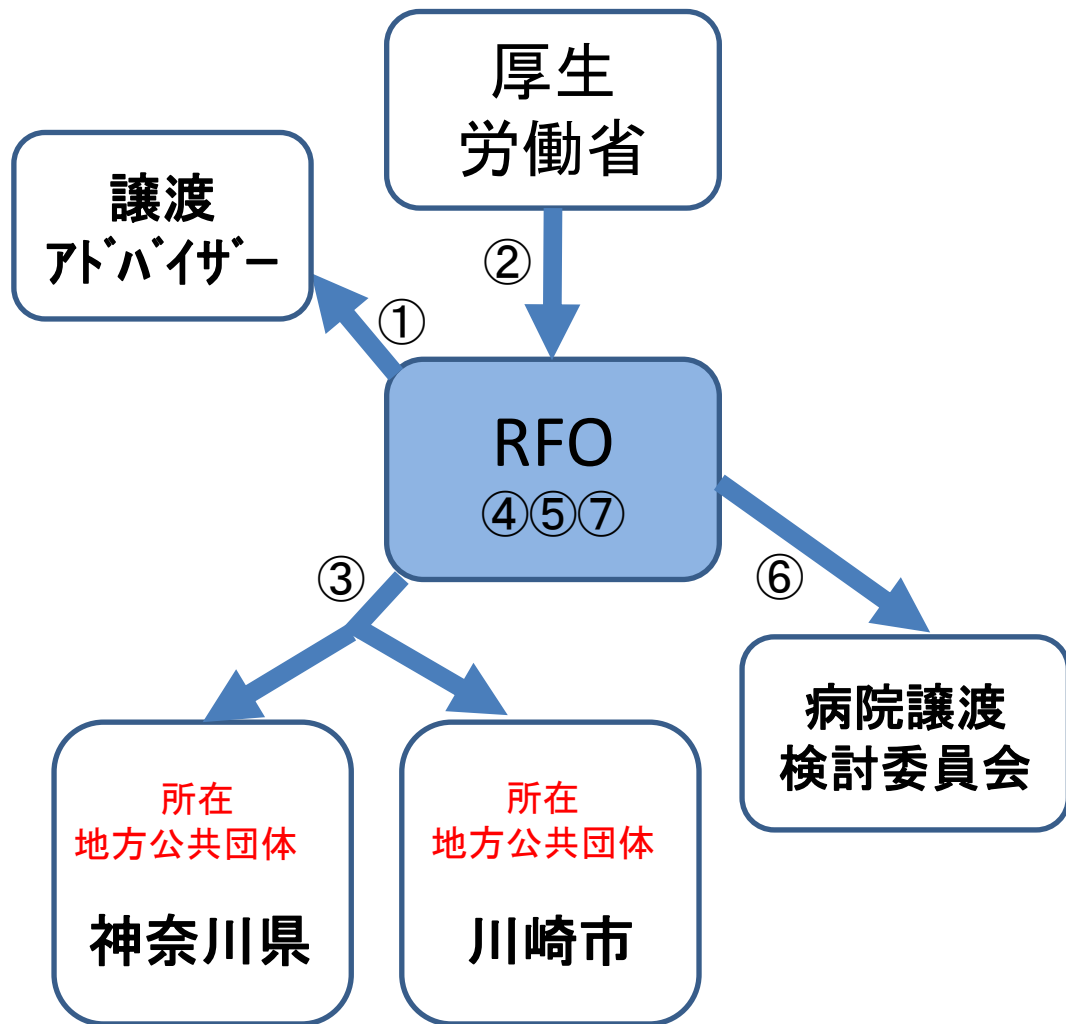 厚生
労働省
譲渡
ｱﾄﾞﾊﾞｲｻﾞｰ
②
①
RFO
④⑤⑦
③
⑥
病院譲渡
検討委員会
所在
地方公共団体
神奈川県
所在
地方公共団体
川崎市